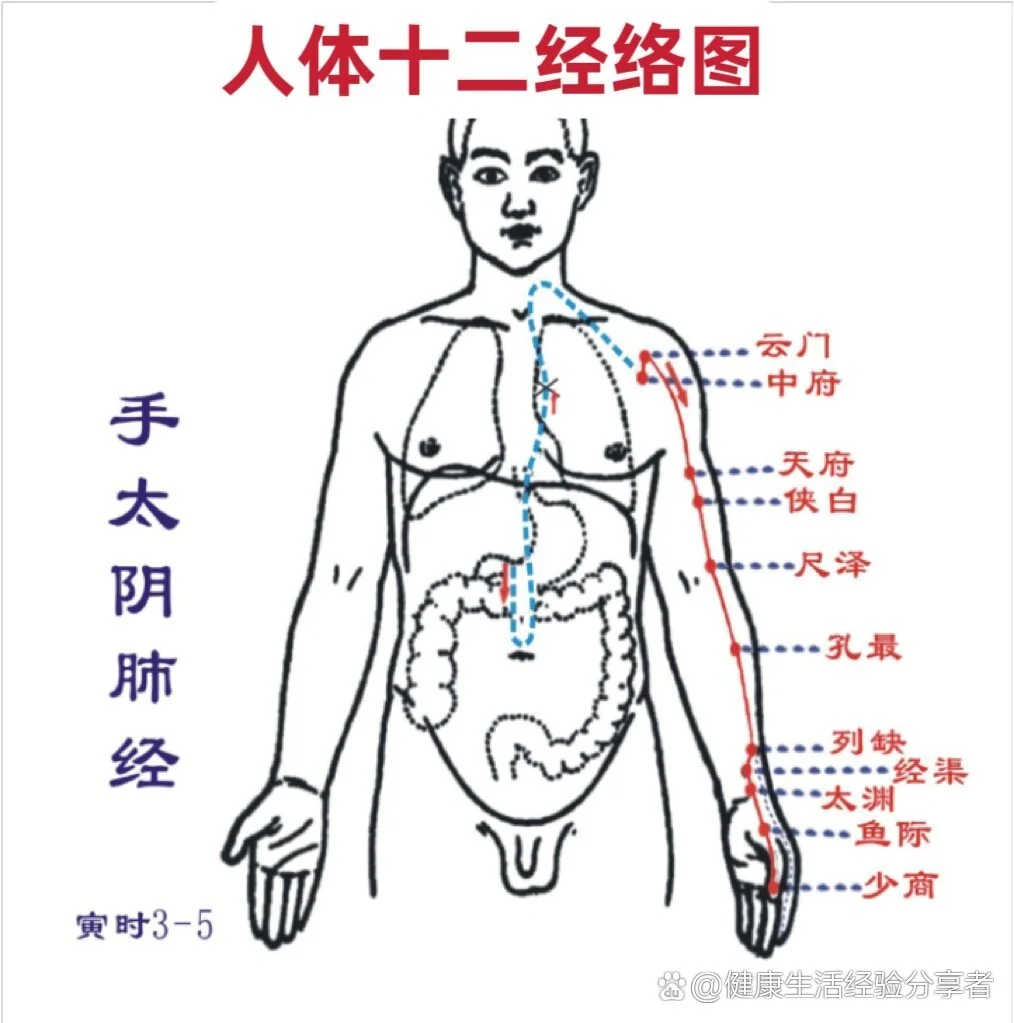 人体十二经络图
手太阴肺经
云门
中府
天府
侠白
尺泽
孔最
列缺
经渠
太渊
鱼际
少商
寅时3-5
du @健康生活经验分享者